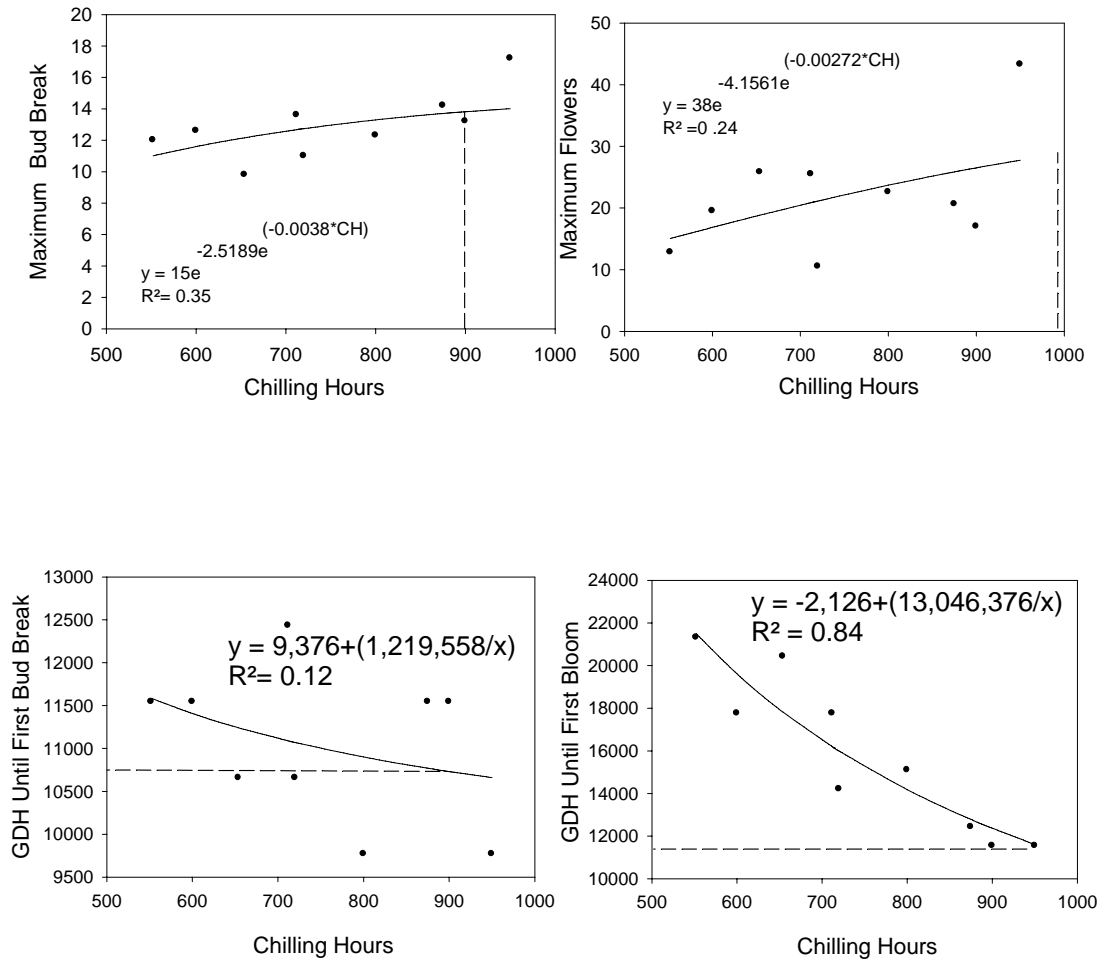 Maximum Bud Break
20
18
16
14
12
10
8
6
4
2
0
(-0.0038*CH)
-2.5189e
y = 15e
R²= 0.35
500 600 700 800 900 1000
Chilling Hours
Maximum Flowers
50
40
30
20
10
0
(-0.00272*CH)
-4.1561e
y = 38e
R² =0 .24
500 600 700 800 900 1000
Chilling Hours
GDH Until First Bud Break
13000
12500
12000
11500
11000
10500
10000
9500
y = 9,376+(1,219,558/x)
R²= 0.12
500 600 700 800 900 1000
Chilling Hours
GDH Until First Bloom
24000
22000
20000
18000
16000
14000
12000
10000
y = -2,126+(13,046,376/x)
R² = 0.84
500 600 700 800 900 1000
Chilling Hours